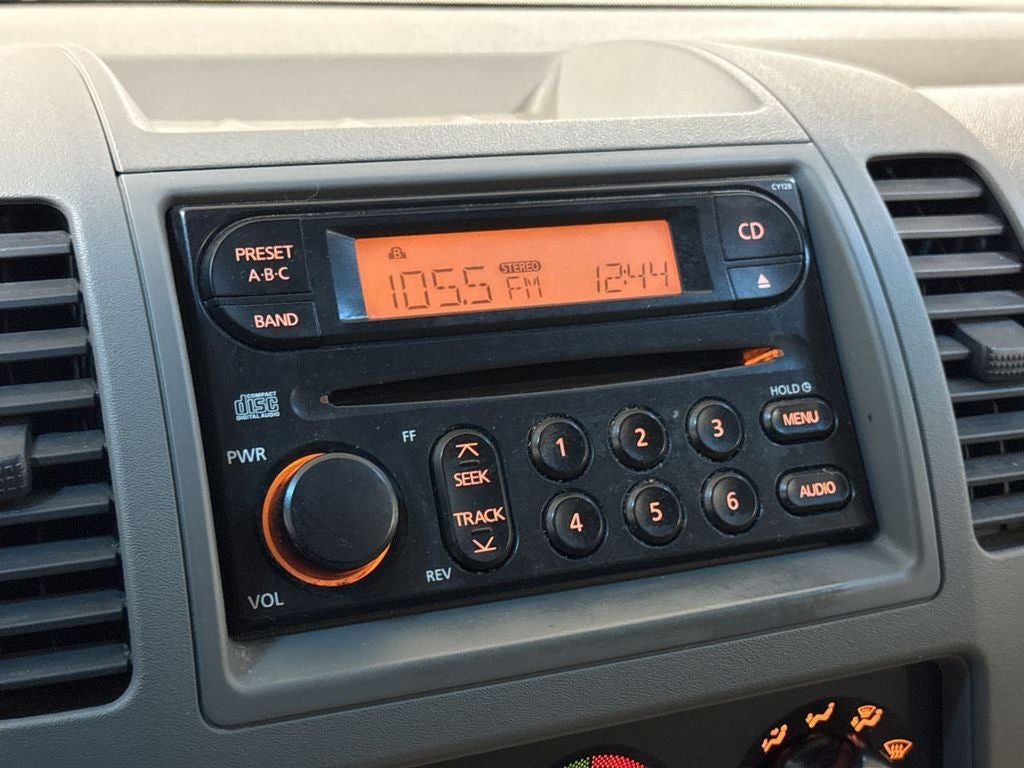 CY12B
PRESET
A·B·C
BAND
B
105.5 STEREO FM 12:44
CD
COMPACT
disc
DIGITAL AUDIO
HOLD
MENU
AUDIO
PWR
VOL
FF
SEEK
TRACK
REV
1 2 3
4 5 6